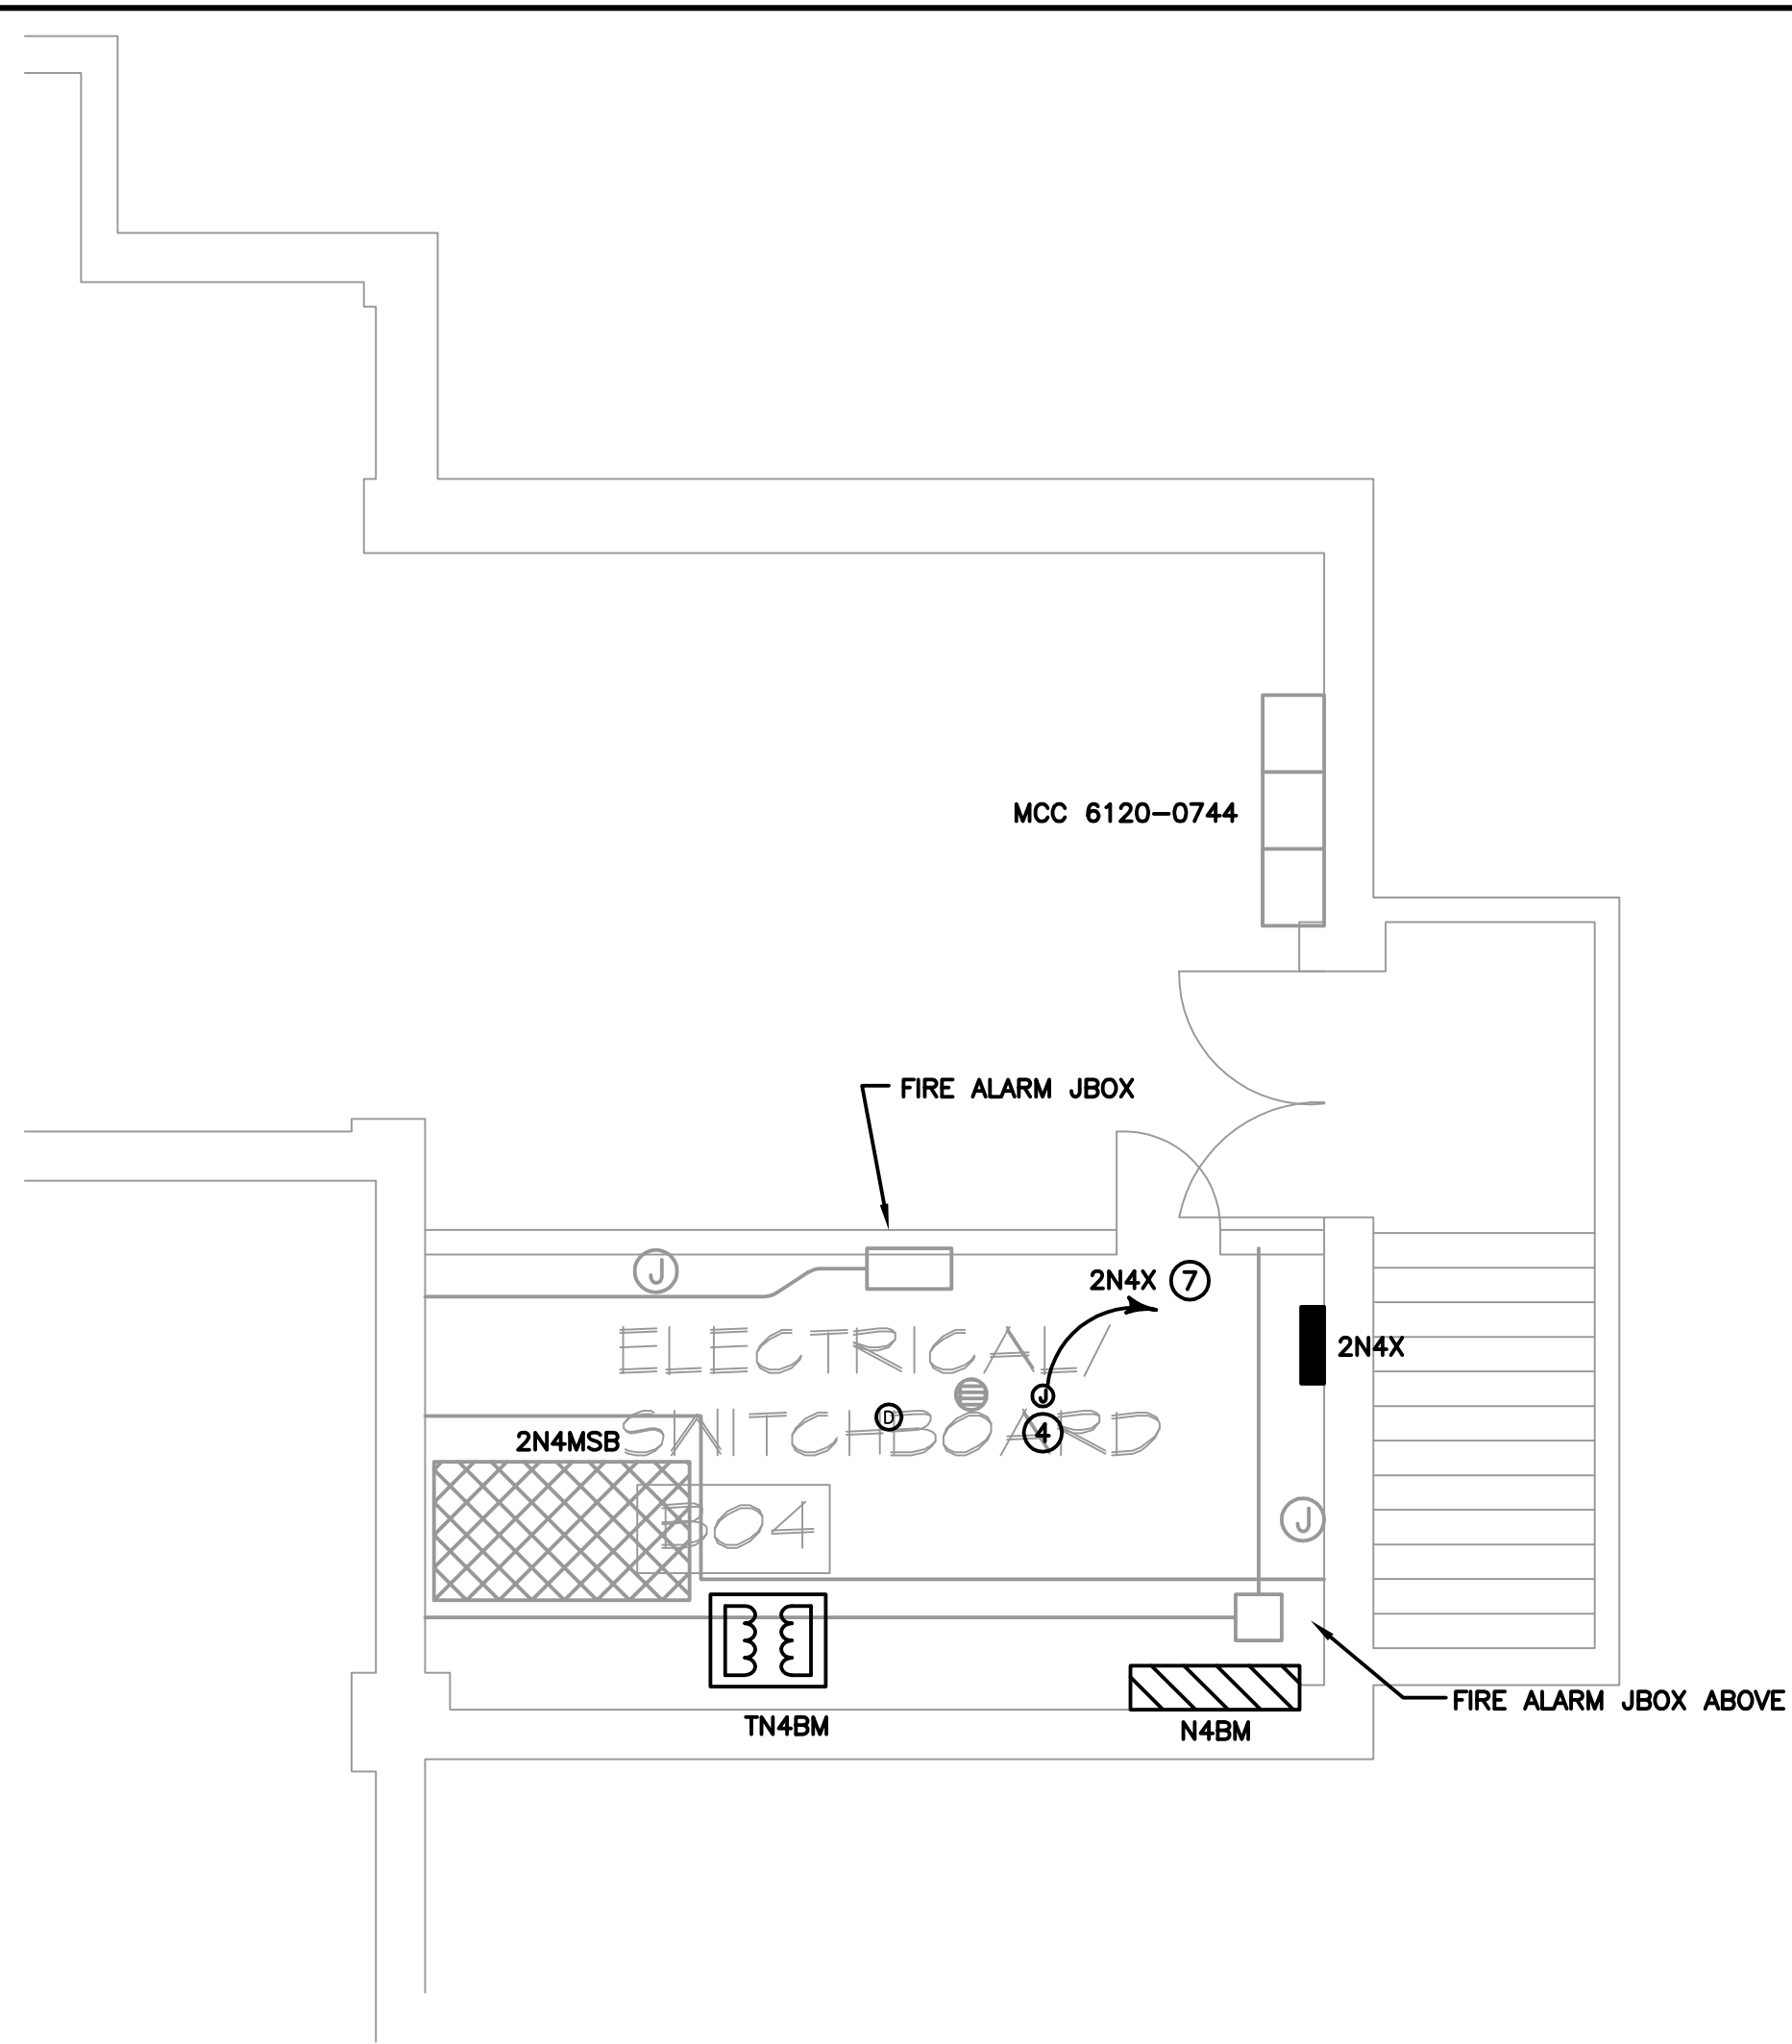 MCC 6120-0744
FIRE ALARM JBOX
J
2N4X 7
ELECTRICAL/
2N4X
J
SWITCHBOARD
D
4
2N4MSB
B04
J
TN4BM
N4BM
FIRE ALARM JBOX ABOVE